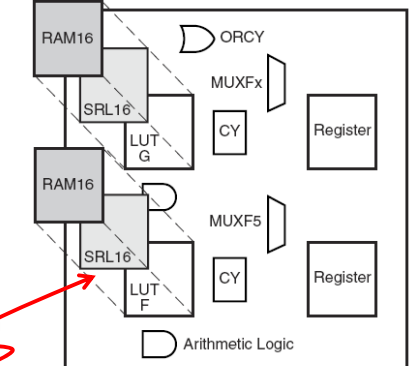 RAM16
ORCY
SRL16
MUXFx
LUT
G
CY
Register
RAM16
SRL16
MUXF5
LUT
F
CY
Register
Arithmetic Logic